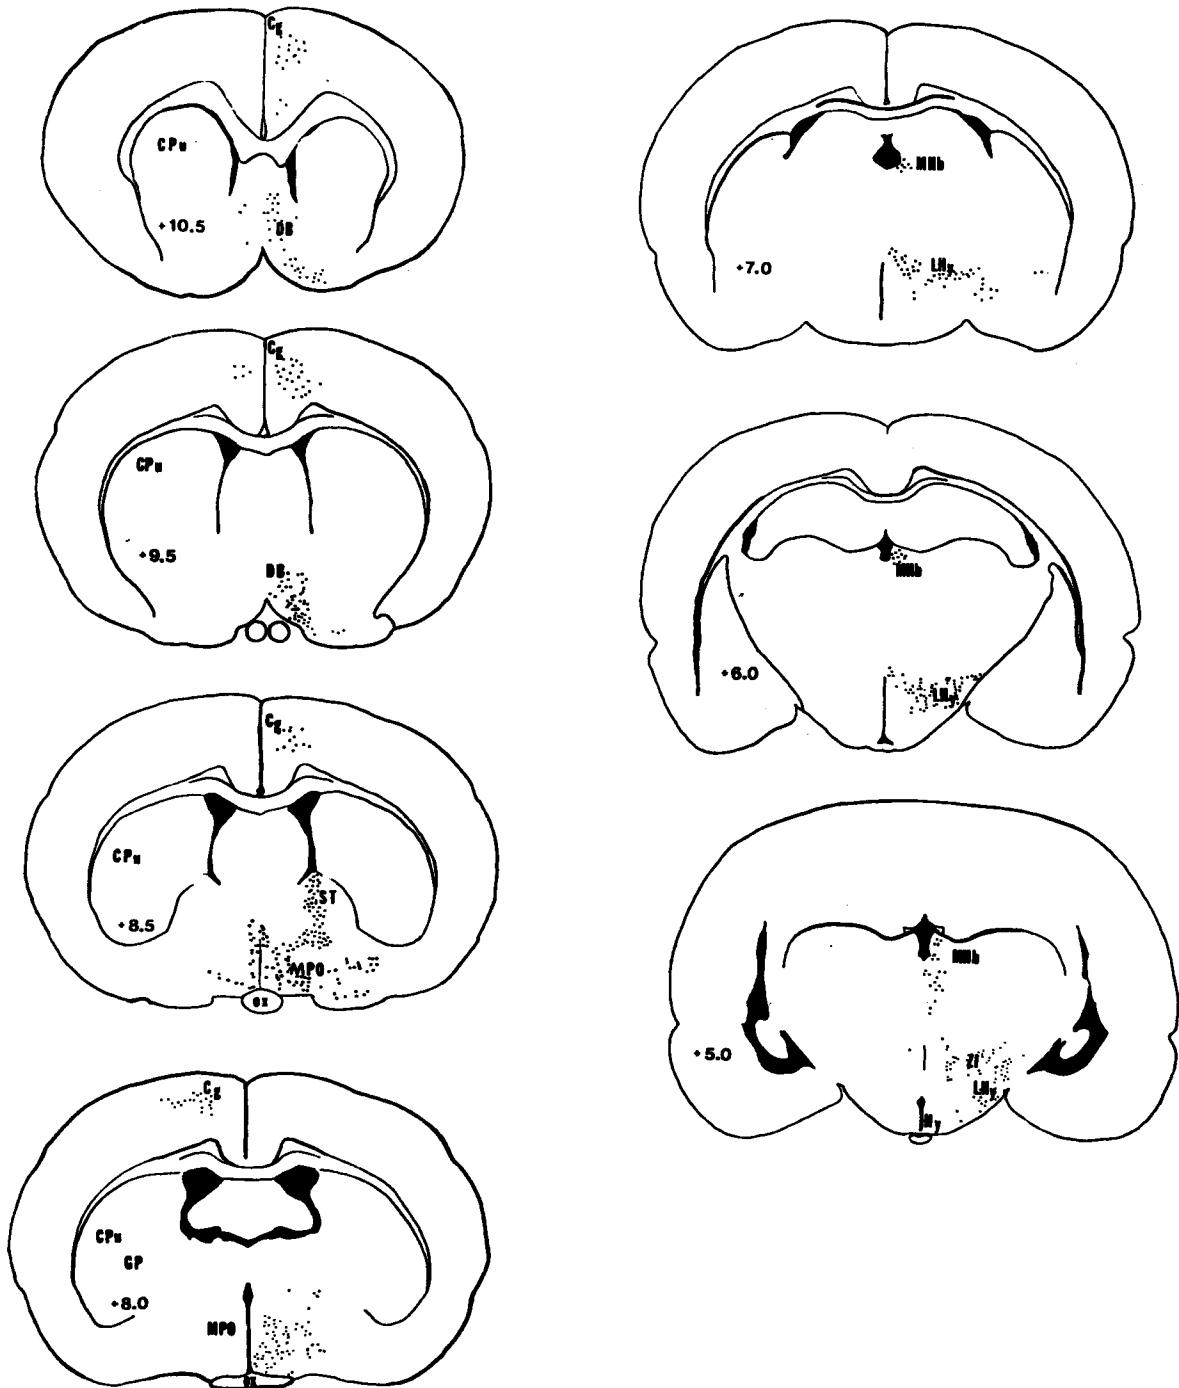 Cg
CPu
+10.5
DB
Cg
CPu
+9.5
DB
Cg
CPu
ST
+8.5
MPO
ox
Cg
CPu
GP
+8.0
MPO
ox
MHb
LHy
+7.0
MHb
+6.0
LHy
MHb
+5.0
ZI
LHy
Hy